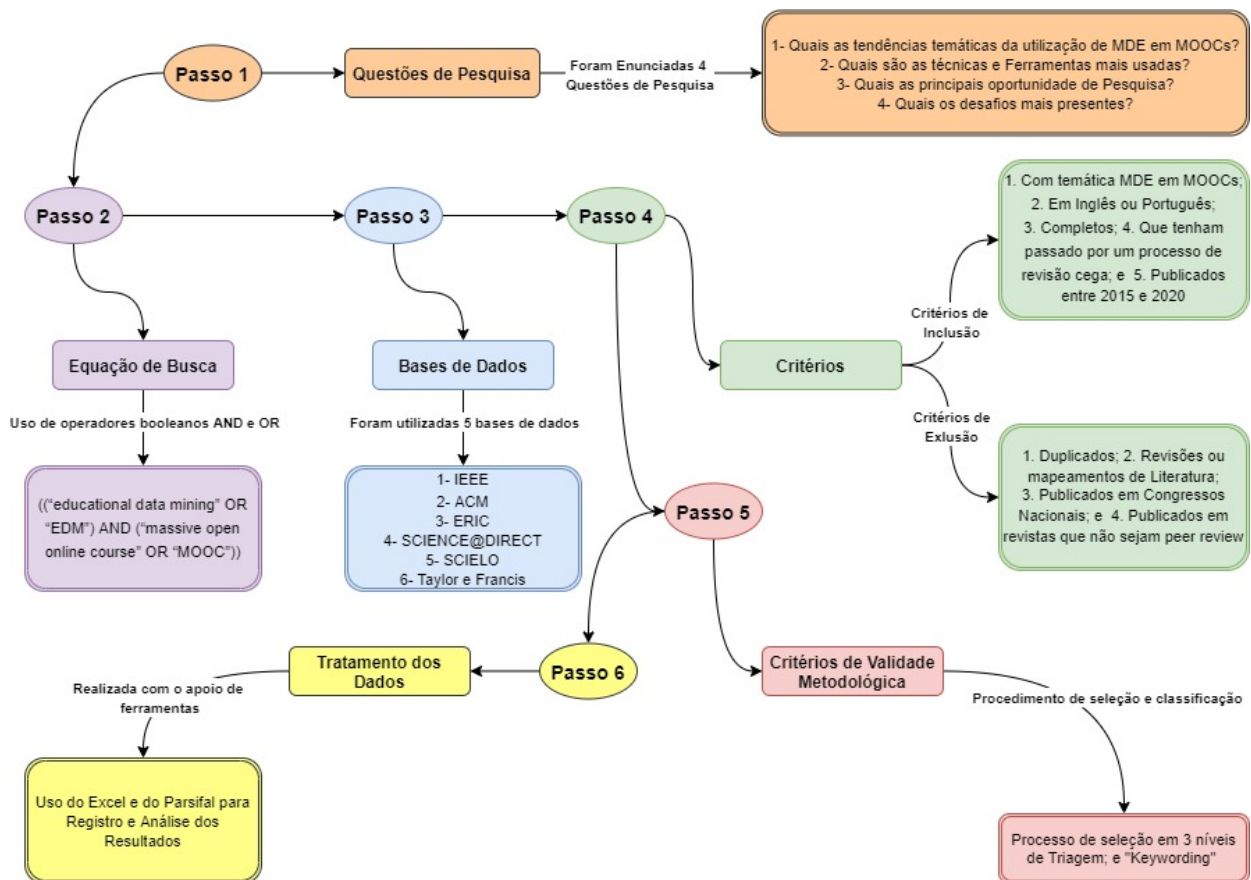 Passo 1
Questões de Pesquisa
Foram Enunciadas 4
Questões de Pesquisa
1- Quais as tendências temáticas da utilização de MDE em MOOCs?
2- Quais são as técnicas e Ferramentas mais usadas?
3- Quais as principais oportunidade de Pesquisa?
4- Quais os desafios mais presentes?
Passo 2
Passo 3
Passo 4
1. Com temática MDE em MOOCs;
2. Em Inglês ou Português;
3. Completos; 4. Que tenham
passado por um processo de
revisão cega; e 5. Publicados
entre 2015 e 2020
Critérios de
Inclusão
Equação de Busca
Bases de Dados
Critérios
Uso de operadores booleanos AND e OR
Foram utilizadas 5 bases de dados
Critérios de
Exlusão
((“educational data mining” OR
“EDM”) AND (“massive open
online course” OR “MOOC”))
1- IEEE
2- ACM
3- ERIC
4- SCIENCE@DIRECT
5- SCIELO
6- Taylor e Francis
1. Duplicados; 2. Revisões ou
mapeamentos de Literatura;
3. Publicados em Congressos
Nacionais; e 4. Publicados em
revistas que não sejam peer review
Passo 5
Passo 6
Tratamento dos
Dados
Critérios de Validade
Metodológica
Realizada com o apoio de
ferramentas
Procedimento de seleção e classificação
Uso do Excel e do Parsifal para
Registro e Análise dos
Resultados
Processo de seleção em 3 níveis
de Triagem; e "Keywording"